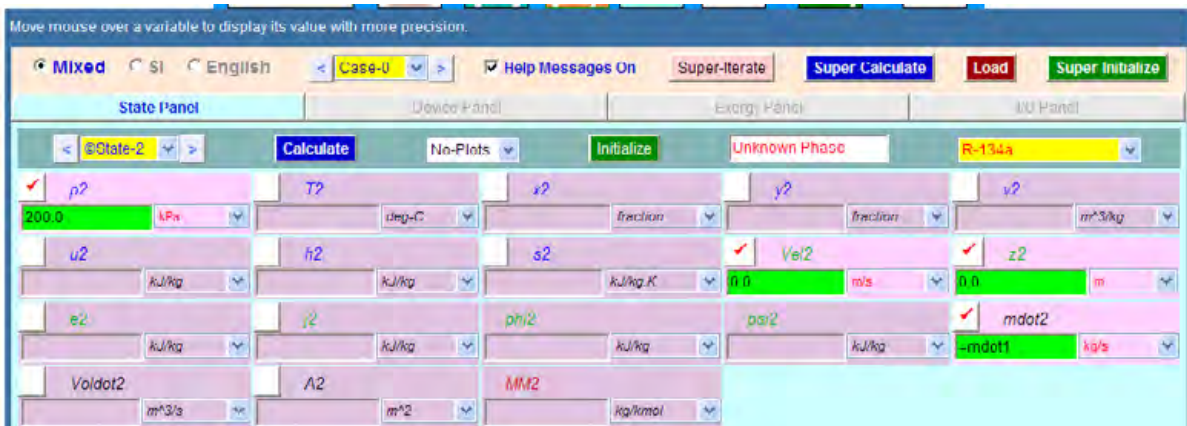 Move mouse over a variable to display its value with more precision.
Mixed SI English < Case-0 > Help Messages On Super-Iterate Super Calculate Load Super Initialize
State Panel Device Panel Exergy Panel I/O Panel
< ©State-2 > Calculate No-Plots Initialize Unknown Phase R-134a
p2 T2 x2 y2 v2
200.0 kPa deg-C fraction fraction m^3/kg
u2 h2 s2 Vel2 z2
kJ/kg kJ/kg kJ/kg.K 0.0 m/s 0.0 m
e2 j2 phi2 psi2 mdot2
kJ/kg kJ/kg kJ/kg kJ/kg =mdot1 kg/s
Voldot2 A2 MM2
m^3/s m^2 kg/kmol